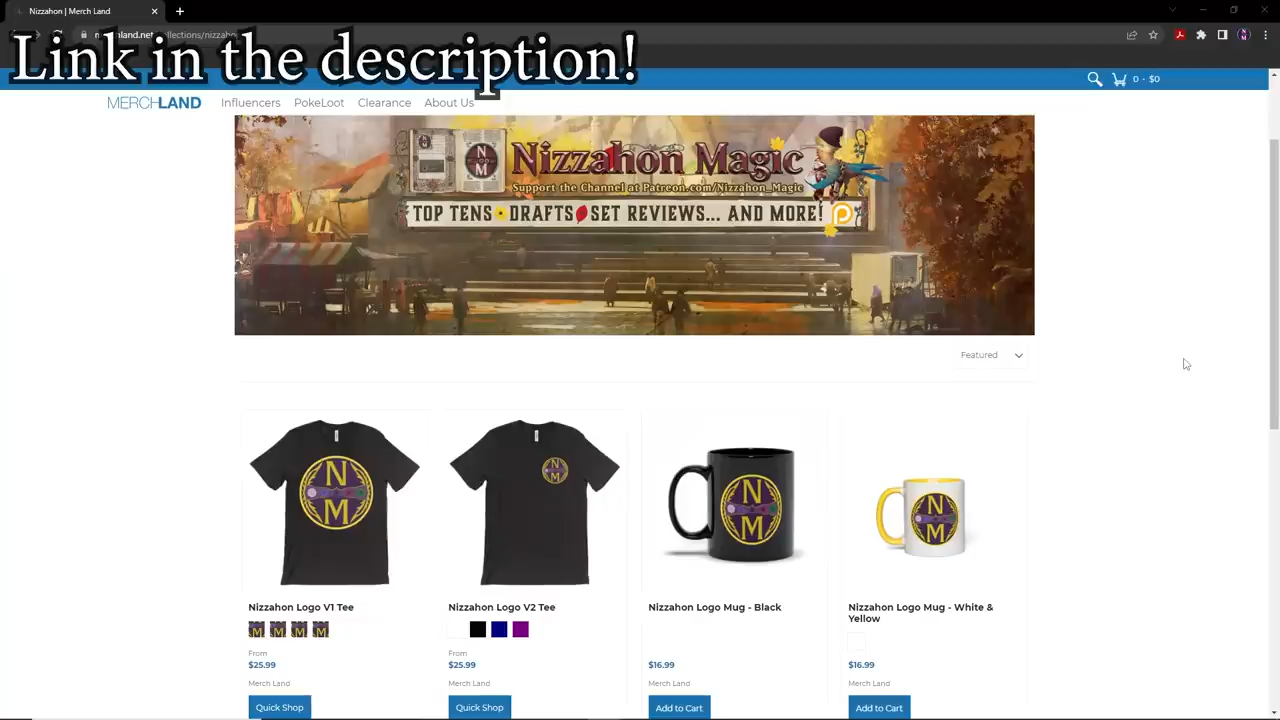 Nizzahon | Merch Land
Link in the description!
0 - $0
MERCHLAND
Influencers
PokeLoot
Clearance
About Us
Nizzahon Magic
Support the Channel at Patreon.com/Nizzahon_Magic
TOP TENS DRAFTS SET REVIEWS... AND MORE!
Featured
N
M
N
M
N
M
N
M
Nizzahon Logo V1 Tee
Nizzahon Logo V2 Tee
Nizzahon Logo Mug - Black
Nizzahon Logo Mug - White &
Yellow
From
$25.99
From
$25.99
$16.99
$16.99
Merch Land
Merch Land
Merch Land
Merch Land
Quick Shop
Quick Shop
Add to Cart
Add to Cart